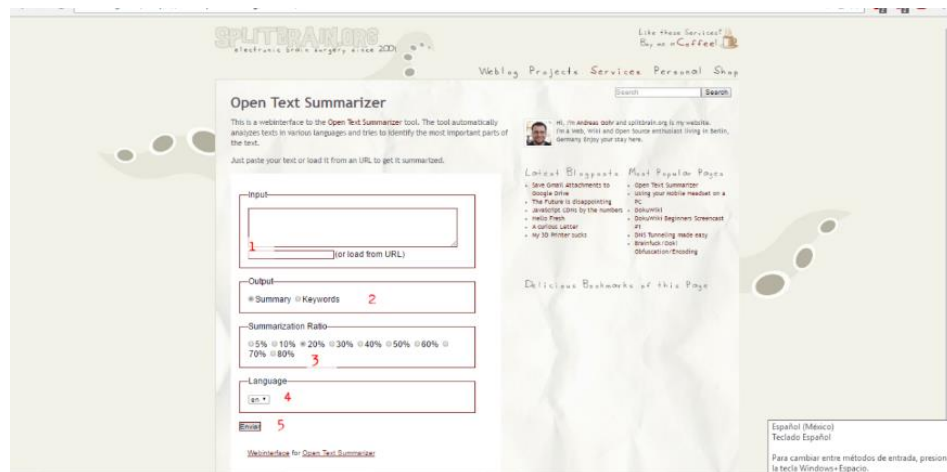 SPLITBRAIN.ORG
electronic brain surgery since 2001
Like these Services?
Buy me a Coffee!
Weblog Projects Services Personal Shop
Search Search
Open Text Summarizer
This is a webinterface to the Open Text Summarizer tool. The tool automatically
analyzes texts in various languages and tries to identify the most important parts of
the text.
Just paste your text or load it from an URL to get it summarized.
Input
1
(or load from URL)
Output
Summary Keywords 2
Summarization Ratio
5% 10% 20% 30% 40% 50% 60%
70% 80% 3
Language
en 4
Enviar 5
Webinterface for Open Text Summarizer
Hi, I'm Andreas Gohr and splitbrain.org is my website.
I'm a Web, Wiki and Open Source enthusiast living in Berlin,
Germany. Enjoy your stay here.
Latest Blogposts
Save Gmail Attachments to
Google Drive
The Future is disappointing
JavaScript CDNs by the numbers
Hello Fresh
A curious Letter
My 3D Printer sucks
Most Popular Pages
Open Text Summarizer
Using your mobile Headset on a
PC
DokuWiki
DokuWiki Beginners Screencast
#1
DNS Tunneling made easy
Brainfuck/Ook!
Obfuscation/Encoding
Delicious Bookmarks of this Page
Español (México)
Teclado Español
Para cambiar entre métodos de entrada, presion
la tecla Windows+Espacio.